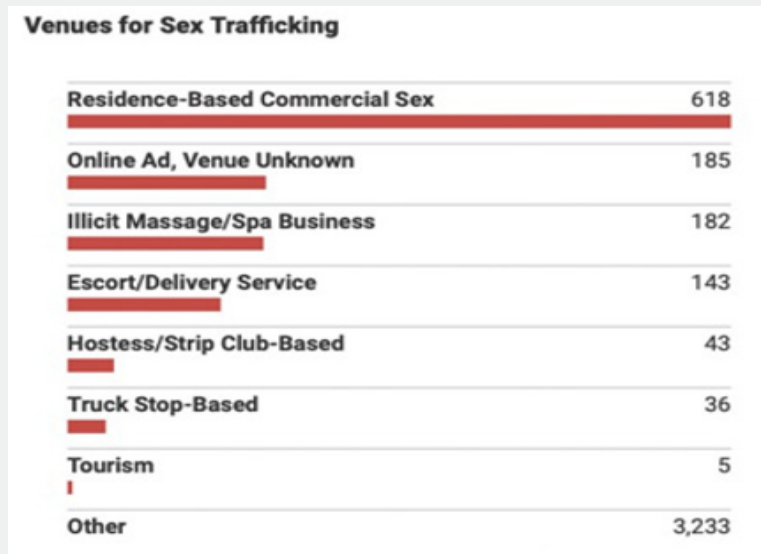 Venues for Sex Trafficking
Residence-Based Commercial Sex 618
Online Ad, Venue Unknown 185
Illicit Massage/Spa Business 182
Escort/Delivery Service 143
Hostess/Strip Club-Based 43
Truck Stop-Based 36
Tourism 5
Other 3,233